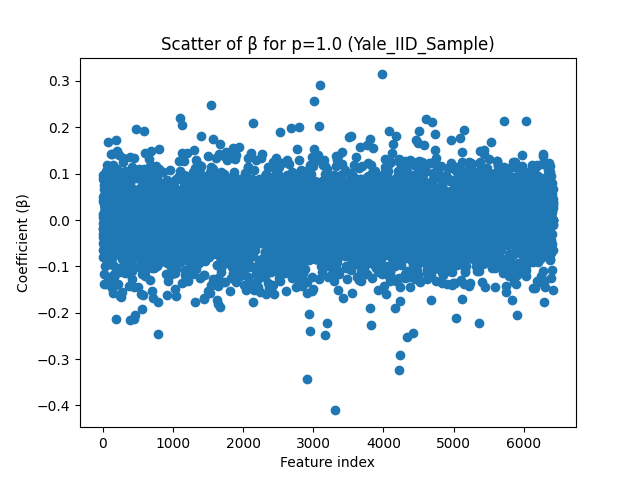 Scatter of β for p=1.0 (Yale_IID_Sample)
0.3
0.2
0.1
0.0
−0.1
−0.2
−0.3
−0.4
Coefficient (β)
0 1000 2000 3000 4000 5000 6000
Feature index